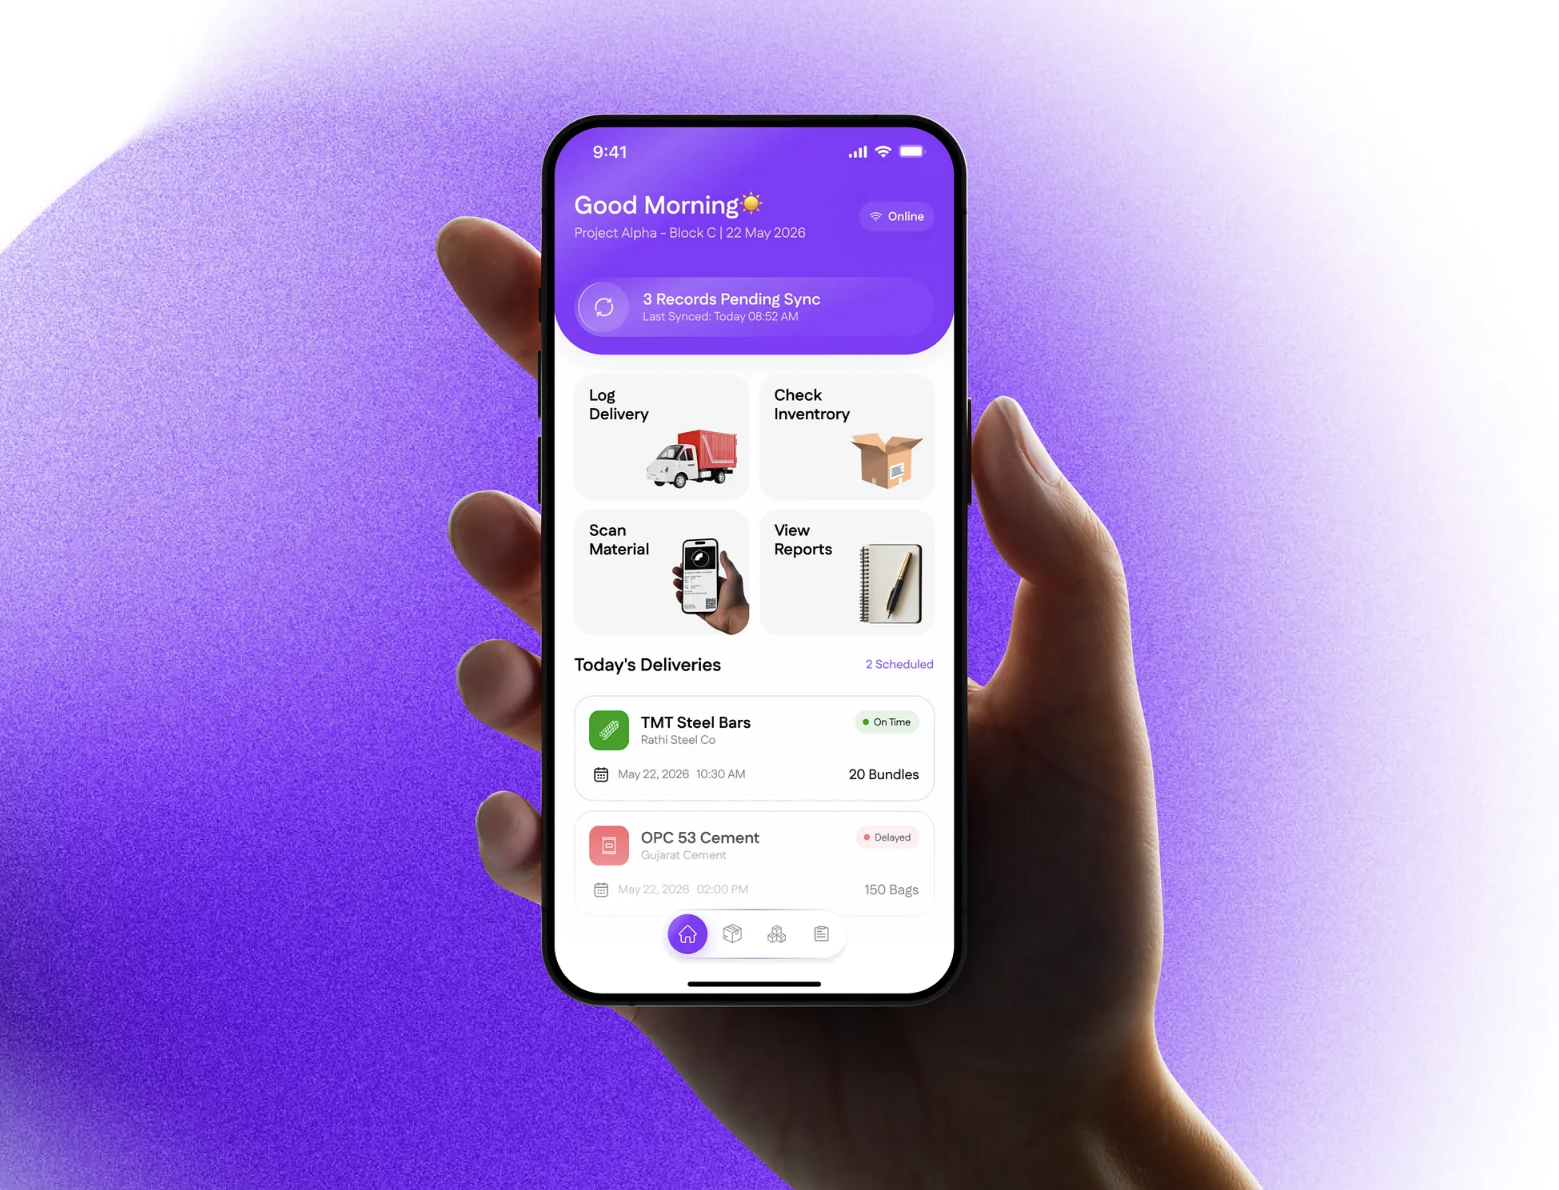 9:41
Good Morning☀️
Online
Project Alpha - Block C | 22 May 2026
3 Records Pending Sync
Last Synced: Today 08:52 AM
Log
Delivery
Check
Inventrory
Scan
Material
View
Reports
Today's Deliveries
2 Scheduled
TMT Steel Bars
On Time
Rathi Steel Co
May 22, 2026 10:30 AM
20 Bundles
OPC 53 Cement
Delayed
Gujarat Cement
May 22, 2026 02:00 PM
150 Bags